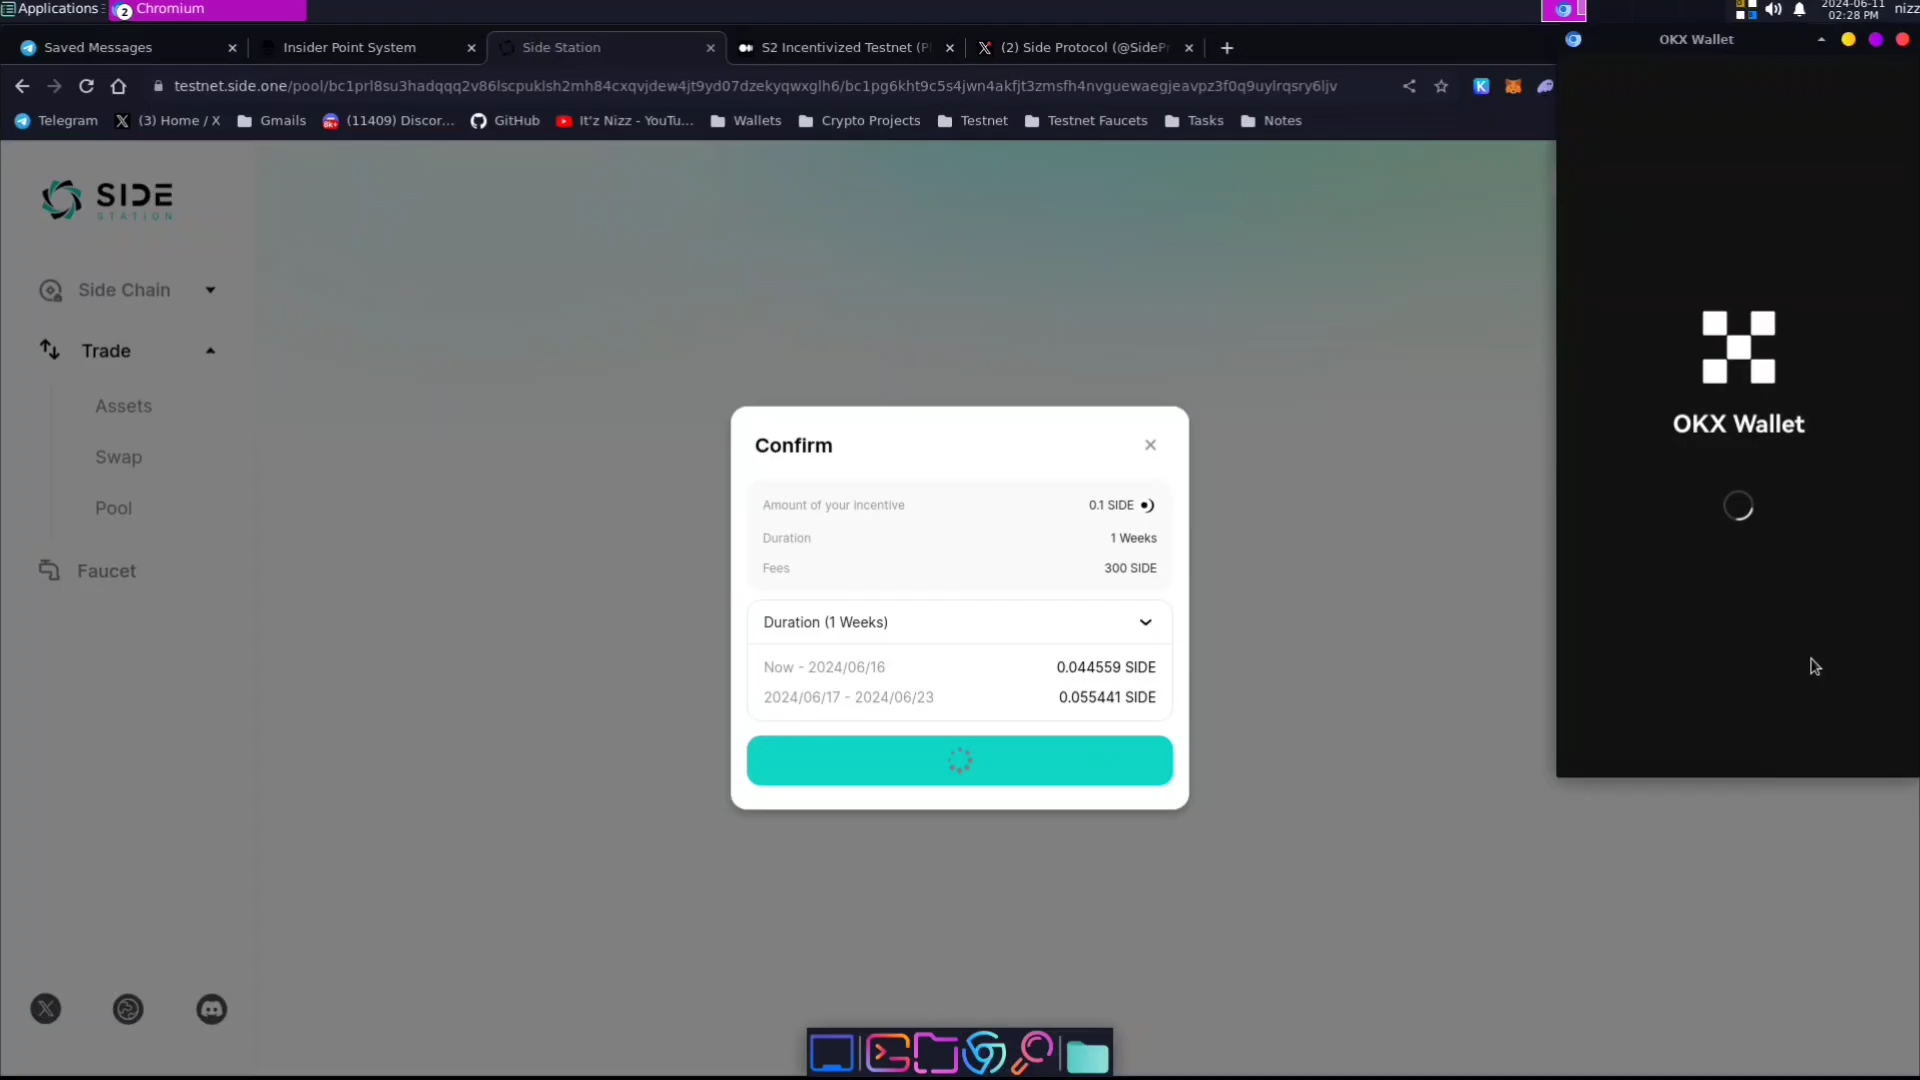 Applications
2
Chromium
2024-06-11
02:28 PM
nizz
Saved Messages
Insider Point System
Side Station
S2 Incentivized Testnet (P
(2) Side Protocol (@SideP
OKX Wallet
testnet.side.one/pool/bc1prl8su3hadqqq2v86lscpuklsh2mh84cxqvjdew4jt9yd07dzekyqwxglh6/bc1pg6kht9c5s4jwn4akfjt3zmsfh4nvguewaegjeavpz3f0q9uylrqsry6ljv
Telegram
(3) Home / X
Gmails
(11409) Discor...
GitHub
It'z Nizz - YouTu...
Wallets
Crypto Projects
Testnet
Testnet Faucets
Tasks
Notes
SIDE
STATION
Side Chain
Trade
Assets
Swap
Pool
Faucet
Confirm
Amount of your incentive 0.1 SIDE
Duration 1 Weeks
Fees 300 SIDE
Duration (1 Weeks)
Now - 2024/06/16 0.044559 SIDE
2024/06/17 - 2024/06/23 0.055441 SIDE
OKX Wallet